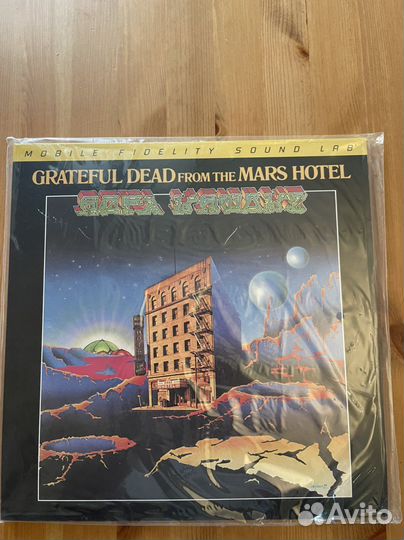 MOBILE FIDELITY SOUND LAB
GRATEFUL DEAD FROM THE MARS HOTEL
Avito